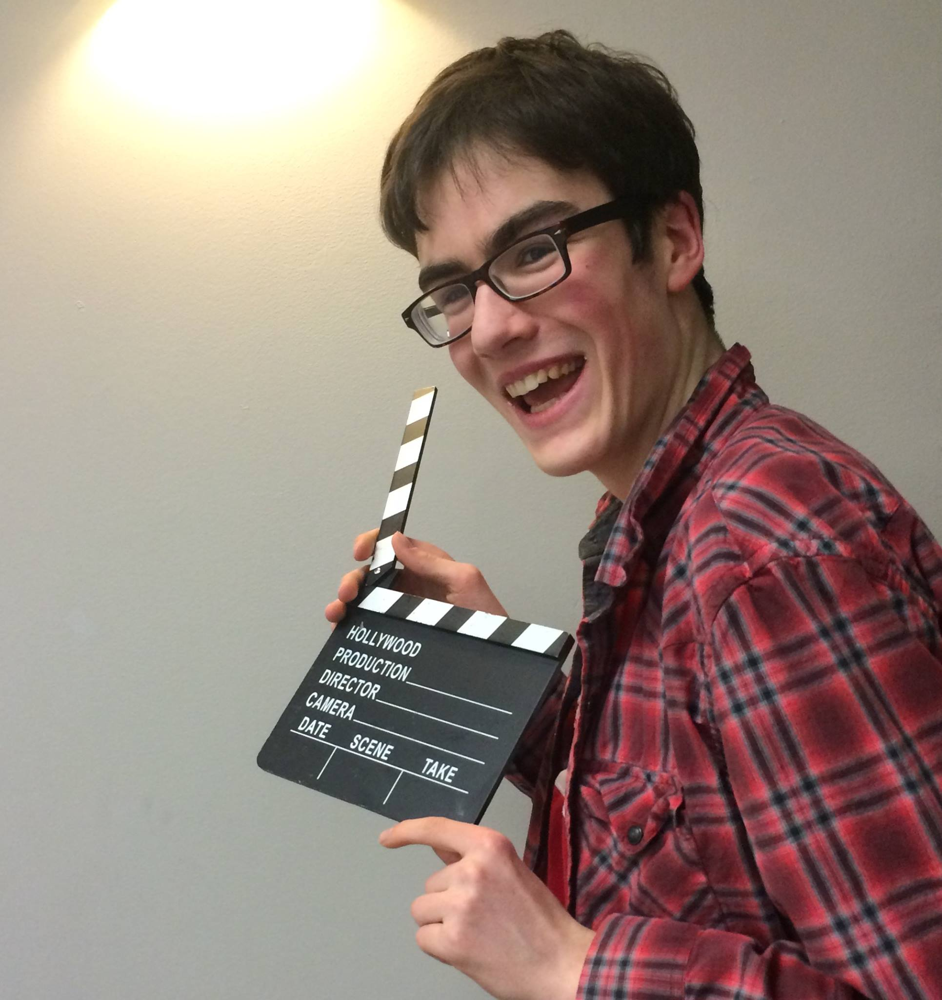 HOLLYWOOD
PRODUCTION
DIRECTOR
CAMERA
DATE SCENE TAKE